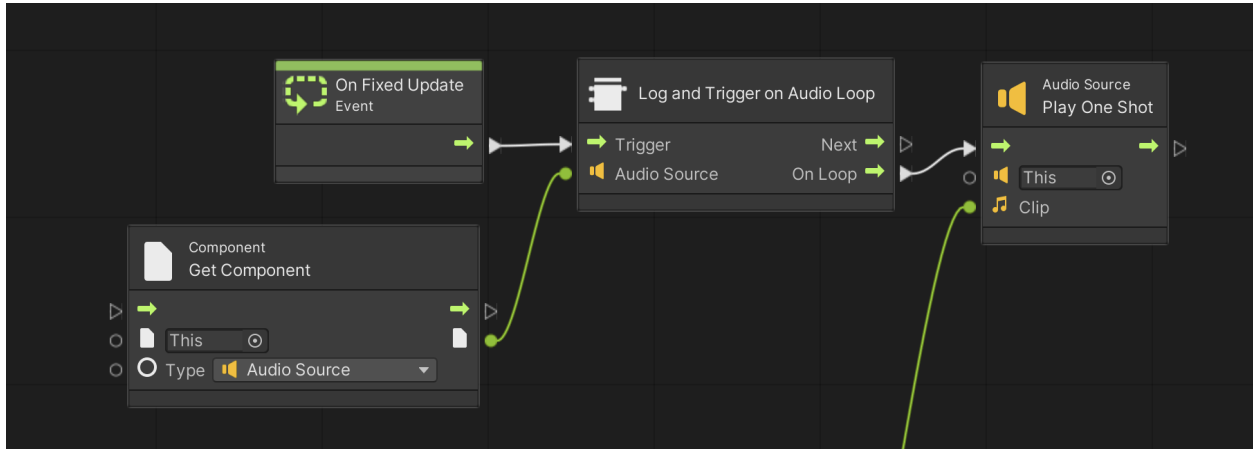 On Fixed Update
Event
Log and Trigger on Audio Loop
Trigger
Next
Audio Source
On Loop
Audio Source
Play One Shot
This
Clip
Component
Get Component
This
Type
Audio Source